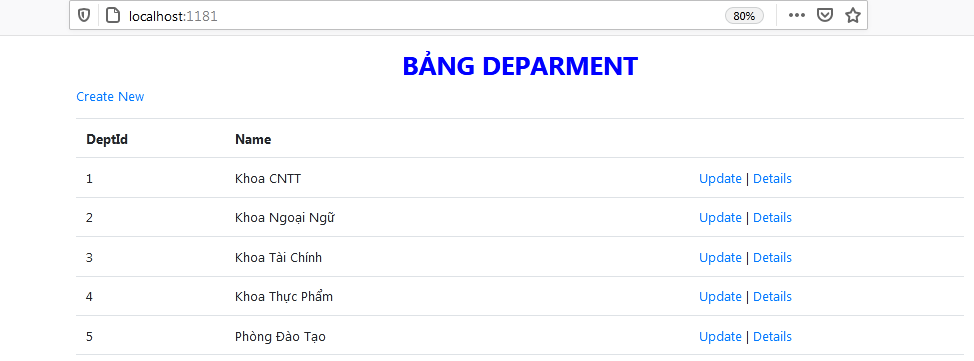 localhost:1181 80%
BẢNG DEPARMENT
Create New
DeptId Name
1 Khoa CNTT Update | Details
2 Khoa Ngoại Ngữ Update | Details
3 Khoa Tài Chính Update | Details
4 Khoa Thực Phẩm Update | Details
5 Phòng Đào Tạo Update | Details